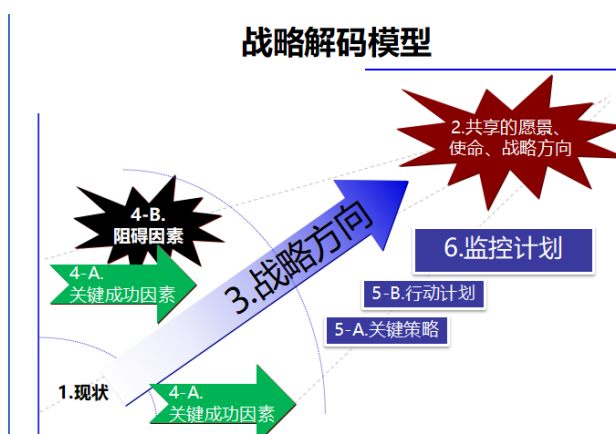 战略解码模型
2.共享的愿景、
使命、战略方向
4-B.
阻碍因素
3.战略方向
6.监控计划
4-A.
关键成功因素
5-B.行动计划
5-A.关键策略
1.现状
4-A.
关键成功因素